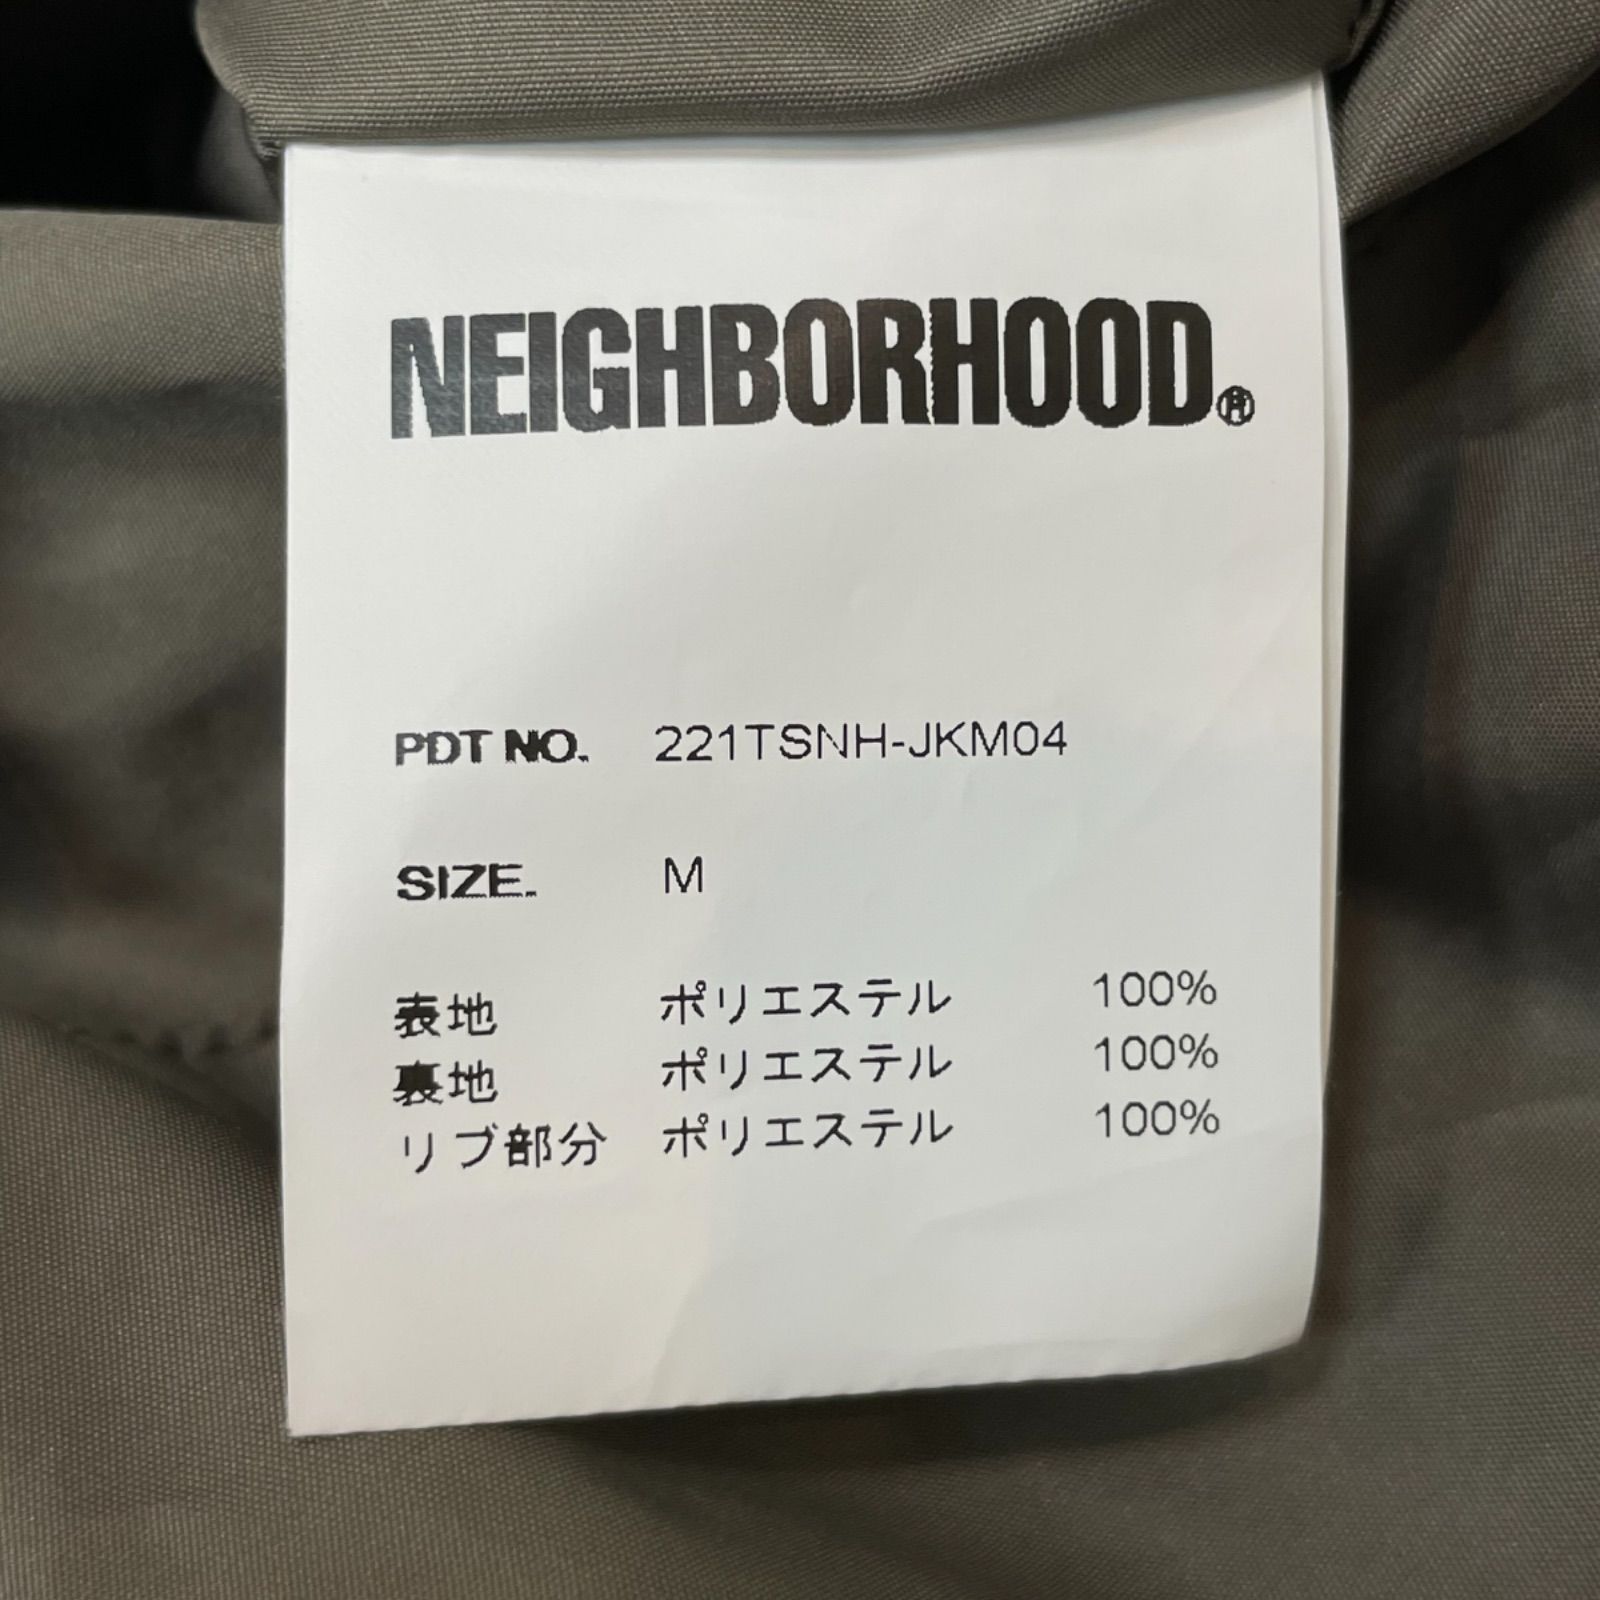 NEIGHBORHOOD®
PDT NO. 221TSNH-JKM04
SIZE. M
表地 ポリエステル 100%
裏地 ポリエステル 100%
リブ部分 ポリエステル 100%